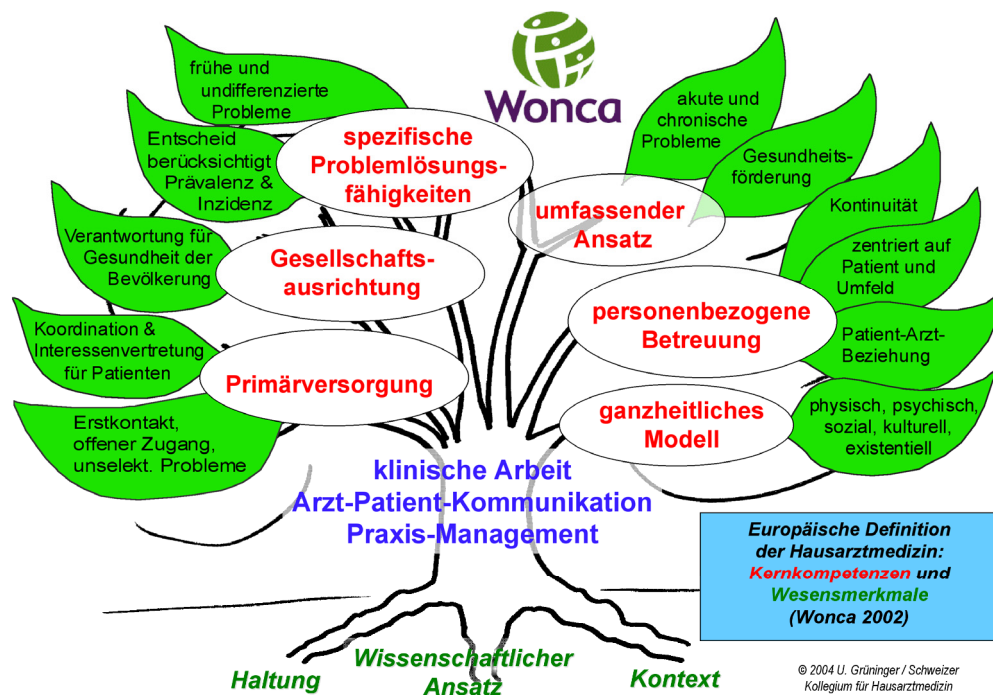 Wonca
frühe und
undifferenzierte
Probleme
Entscheid
berücksichtigt
Prävalenz &
Inzidenz
Verantwortung für
Gesundheit der
Bevölkerung
Koordination &
Interessenvertretung
für Patienten
Erstkontakt,
offener Zugang,
unselekt. Probleme
spezifische
Problemlösungs-
fähigkeiten
Gesellschafts-
ausrichtung
Primärversorgung
umfassender
Ansatz
personenbezogene
Betreuung
ganzheitliches
Modell
akute und
chronische
Probleme
Gesundheits-
förderung
Kontinuität
zentriert auf
Patient und
Umfeld
Patient-Arzt-
Beziehung
physisch, psychisch,
sozial, kulturell,
existentiell
klinische Arbeit
Arzt-Patient-Kommunikation
Praxis-Management
Europäische Definition
der Hausarztmedizin:
Kernkompetenzen und
Wesensmerkmale
(Wonca 2002)
Haltung
Wissenschaftlicher
Ansatz
Kontext
© 2004 U. Grüninger / Schweizer
Kollegium für Hausarztmedizin